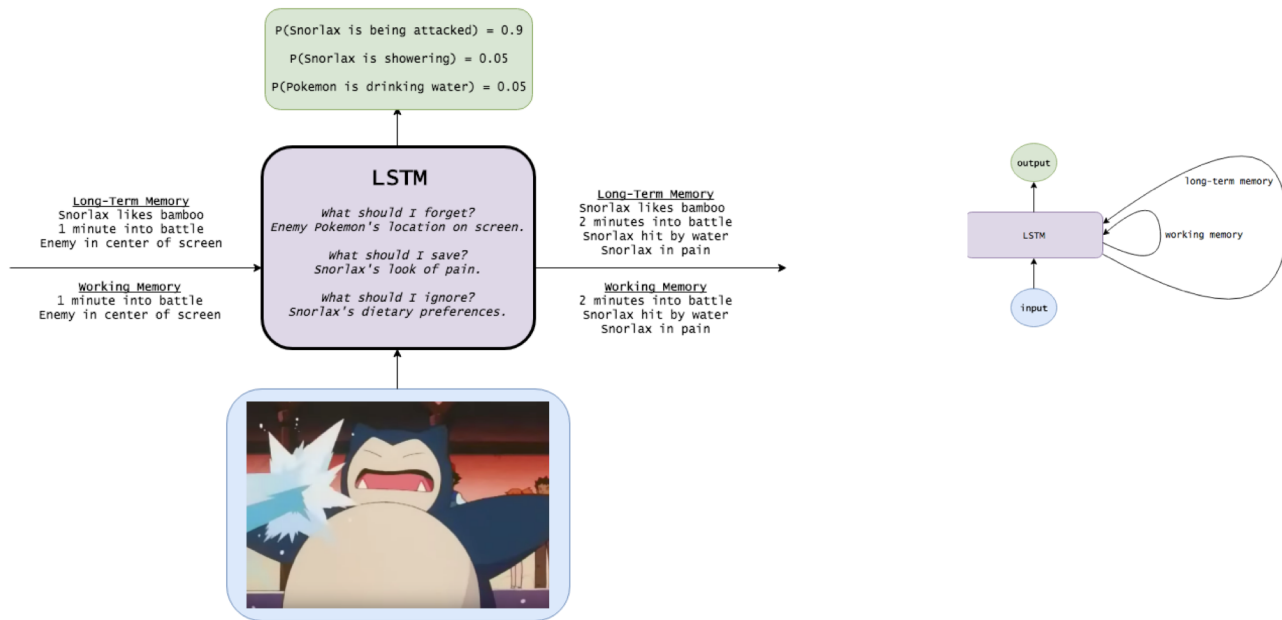 P(Snorlax is being attacked) = 0.9
P(Snorlax is showering) = 0.05
P(Pokemon is drinking water) = 0.05
LSTM
What should I forget?
Enemy Pokemon's location on screen.
What should I save?
Snorlax's look of pain.
What should I ignore?
Snorlax's dietary preferences.
Long-Term Memory
Snorlax likes bamboo
1 minute into battle
Enemy in center of screen
Working Memory
1 minute into battle
Enemy in center of screen
Long-Term Memory
Snorlax likes bamboo
2 minutes into battle
Snorlax hit by water
Snorlax in pain
Working Memory
2 minutes into battle
Snorlax hit by water
Snorlax in pain
output
long-term memory
LSTM
working memory
input